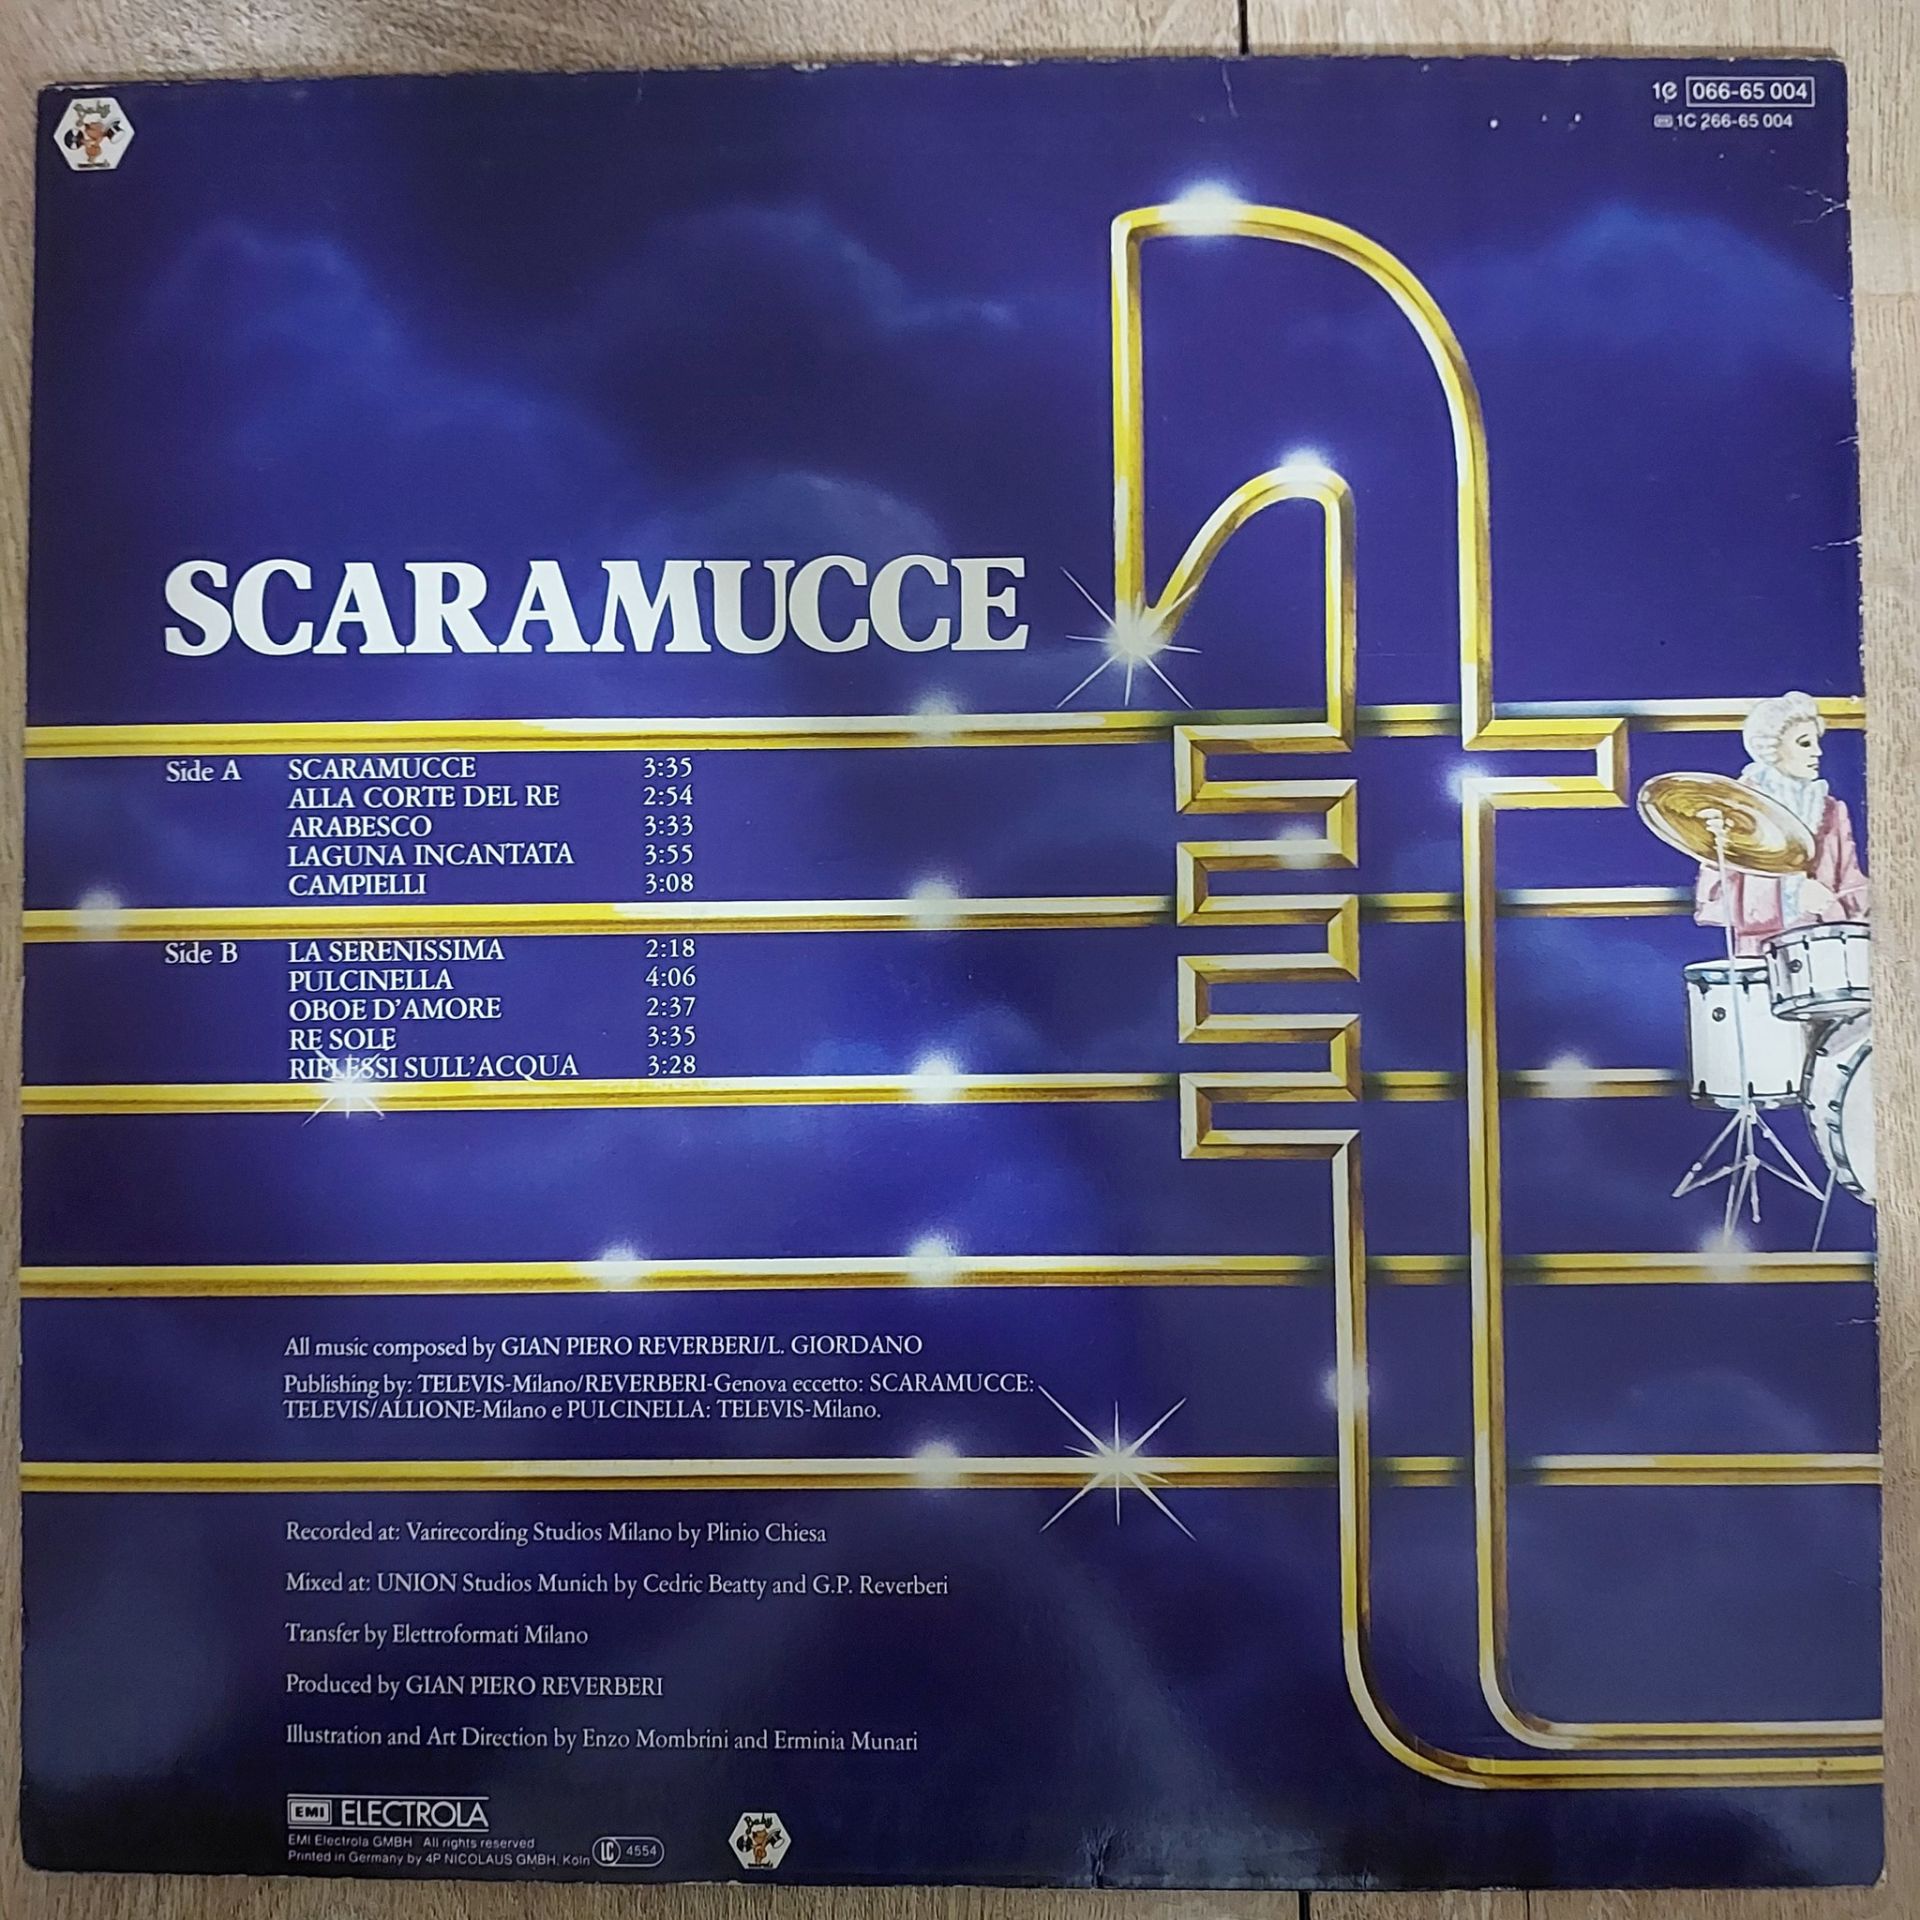 Baby
1C 066-65 004
1C 266-65 004
SCARAMUCCE
Side A SCARAMUCCE 3:35
ALLA CORTE DEL RE 2:54
ARABESCO 3:33
LAGUNA INCANTATA 3:55
CAMPIELLI 3:08
Side B LA SERENISSIMA 2:18
PULCINELLA 4:06
OBOE D'AMORE 2:37
RE SOLE 3:35
RIFLESSI SULL'ACQUA 3:28
All music composed by GIAN PIERO REVERBERI/L. GIORDANO
Publishing by: TELEVIS-Milano/REVERBERI-Genova eccetto: SCARAMUCCE:
TELEVIS/ALLIONE-Milano e PULCINELLA: TELEVIS-Milano.
Recorded at: Varirecording Studios Milano by Plinio Chiesa
Mixed at: UNION Studios Munich by Cedric Beatty and G.P. Reverberi
Transfer by Elettroformati Milano
Produced by GIAN PIERO REVERBERI
Illustration and Art Direction by Enzo Mombrini and Erminia Munari
EMI ELECTROLA
EMI Electrola GMBH All rights reserved
Printed in Germany by 4P NICOLAUS GMBH, Köln LC 4554
Baby